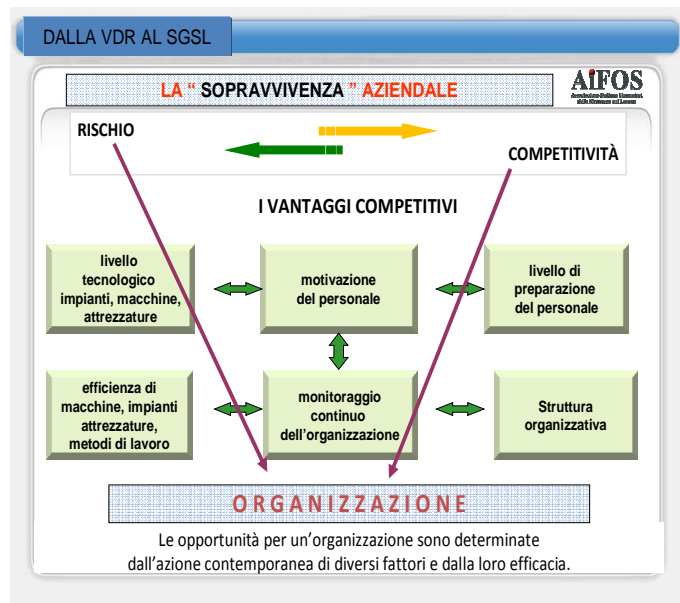 DALLA VDR AL SGSL
LA “ SOPRAVVIVENZA ” AZIENDALE
AiFOS
RISCHIO
COMPETITIVITÀ
I VANTAGGI COMPETITIVI
livello
tecnologico
impianti, macchine,
attrezzature
motivazione
del personale
livello di
preparazione
del personale
efficienza di
macchine, impianti
attrezzature,
metodi di lavoro
monitoraggio
continuo
dell’organizzazione
Struttura
organizzativa
ORGANIZZAZIONE
Le opportunità per un’organizzazione sono determinate
dall’azione contemporanea di diversi fattori e dalla loro efficacia.